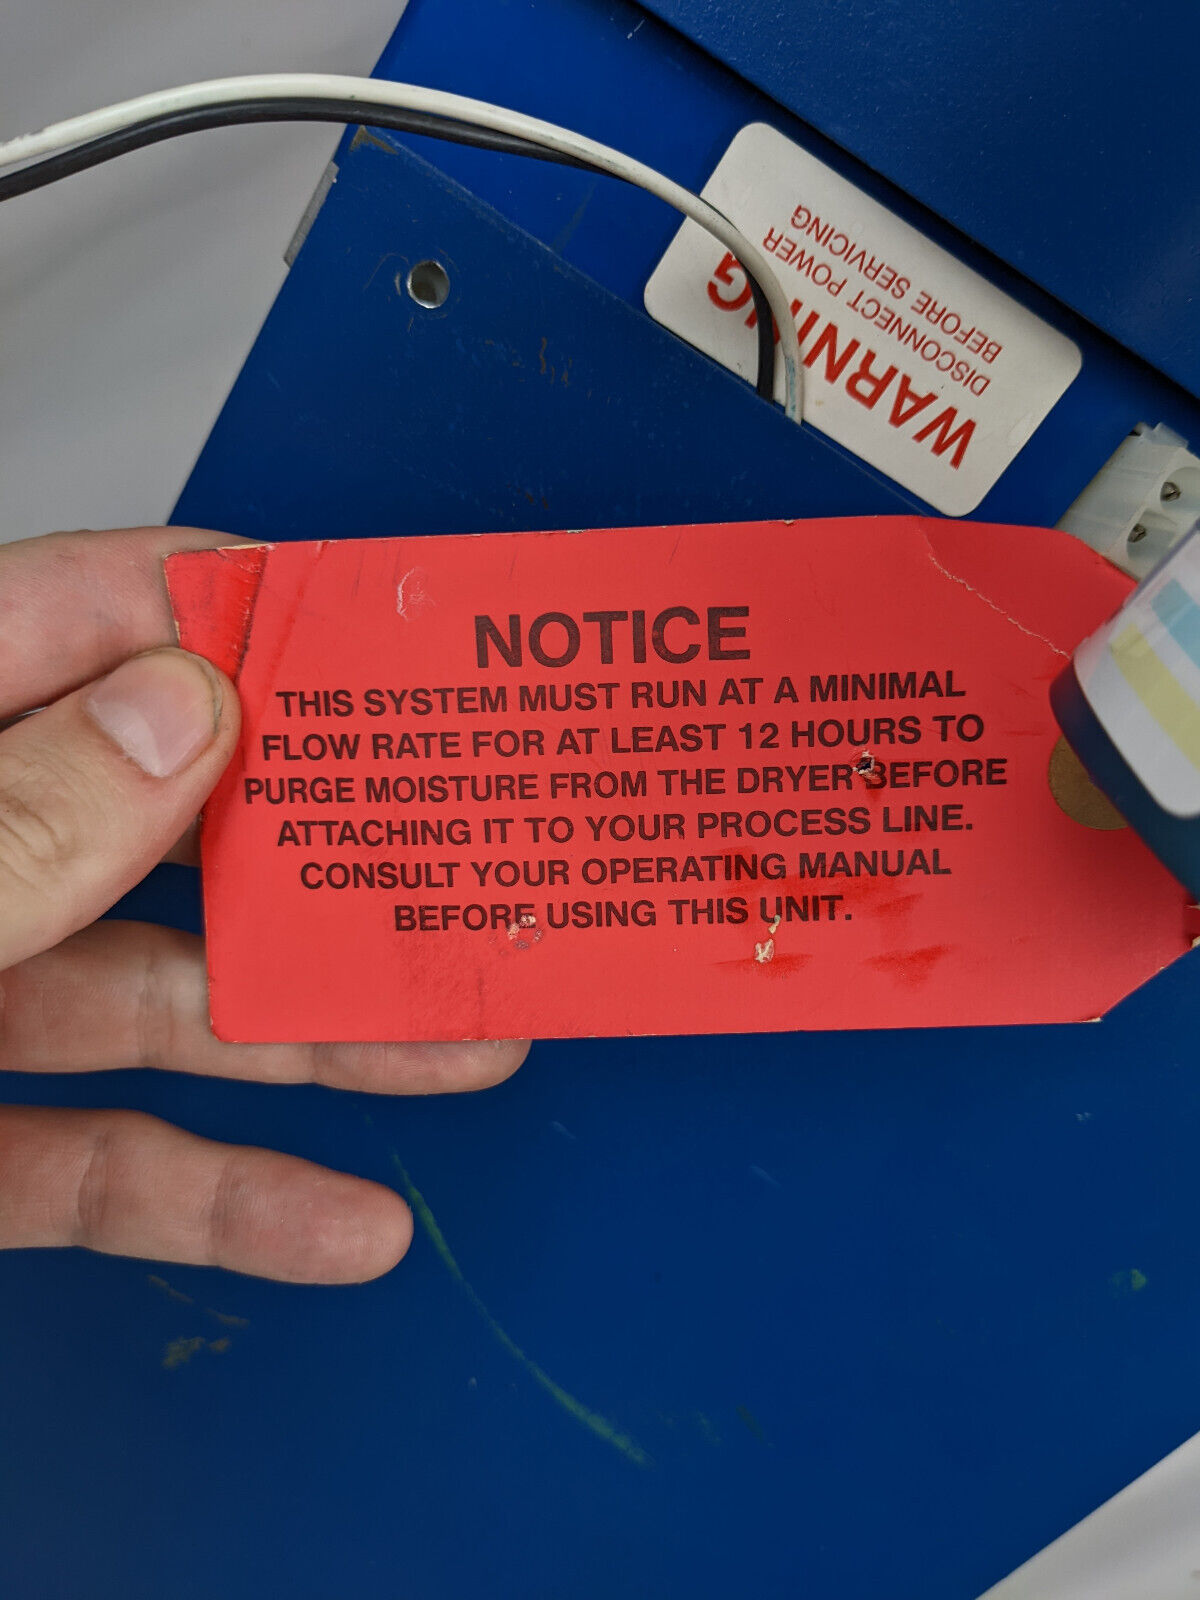 WARNING
DISCONNECT POWER
BEFORE SERVICING
NOTICE
THIS SYSTEM MUST RUN AT A MINIMAL
FLOW RATE FOR AT LEAST 12 HOURS TO
PURGE MOISTURE FROM THE DRYER BEFORE
ATTACHING IT TO YOUR PROCESS LINE.
CONSULT YOUR OPERATING MANUAL
BEFORE USING THIS UNIT.